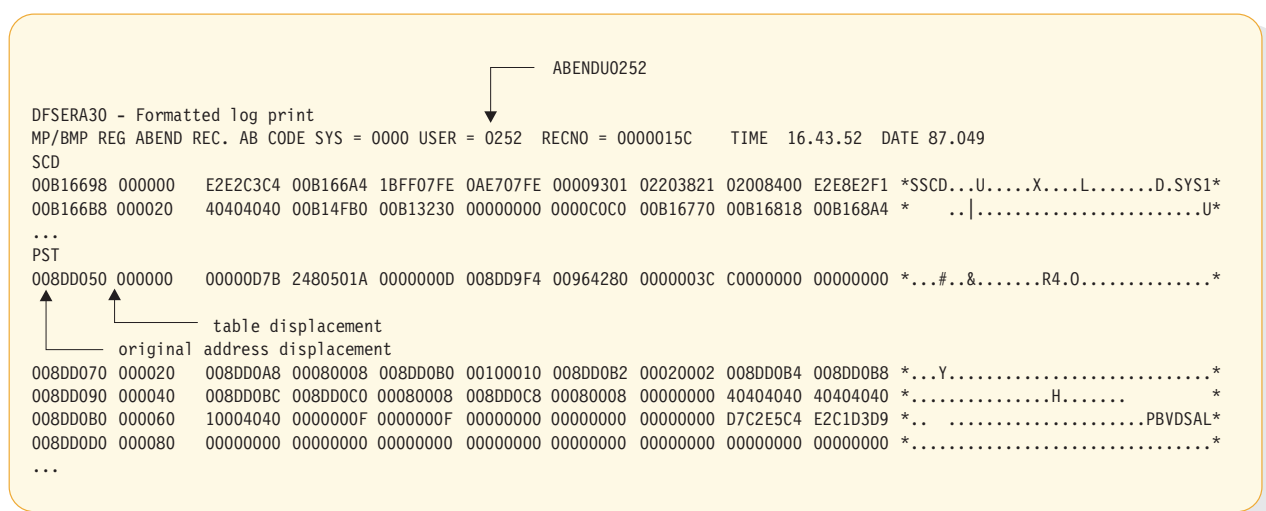 ABENDU0252
DFSERA30 - Formatted log print
MP/BMP REG ABEND REC. AB CODE SYS = 0000 USER = 0252  RECNO = 0000015C    TIME  16.43.52  DATE 87.049
SCD
00B16698 000000    E2E2C3C4 00B166A4 1BFF07FE 0AE707FE 00009301 02203821 02008400 E2E8E2F1 *SSCD...U.....X....L.......D.SYS1*
00B166B8 000020    40404040 00B14FB0 00B13230 00000000 0000C0C0 00B16770 00B16818 00B168A4 *    ..|........................U*
...
PST
008DD050 000000    00000D7B 2480501A 0000000D 008DD9F4 00964280 0000003C C0000000 00000000 *...#..&.......R4.O..............*
table displacement
original address displacement
008DD070 000020    008DD0A8 00080008 008DD0B0 00100010 008DD0B2 00020002 008DD0B4 008DD0B8 *...Y............................*
008DD090 000040    008DD0BC 008DD0C0 00080008 008DD0C8 00080008 00000000 40404040 40404040 *...............H.......        *
008DD0B0 000060    10004040 0000000F 0000000F 00000000 00000000 00000000 D7C2E5C4 E2C1D3D9 *..  .....................PBVDSAL*
008DD0D0 000080    00000000 00000000 00000000 00000000 00000000 00000000 00000000 00000000 *...............................*
...